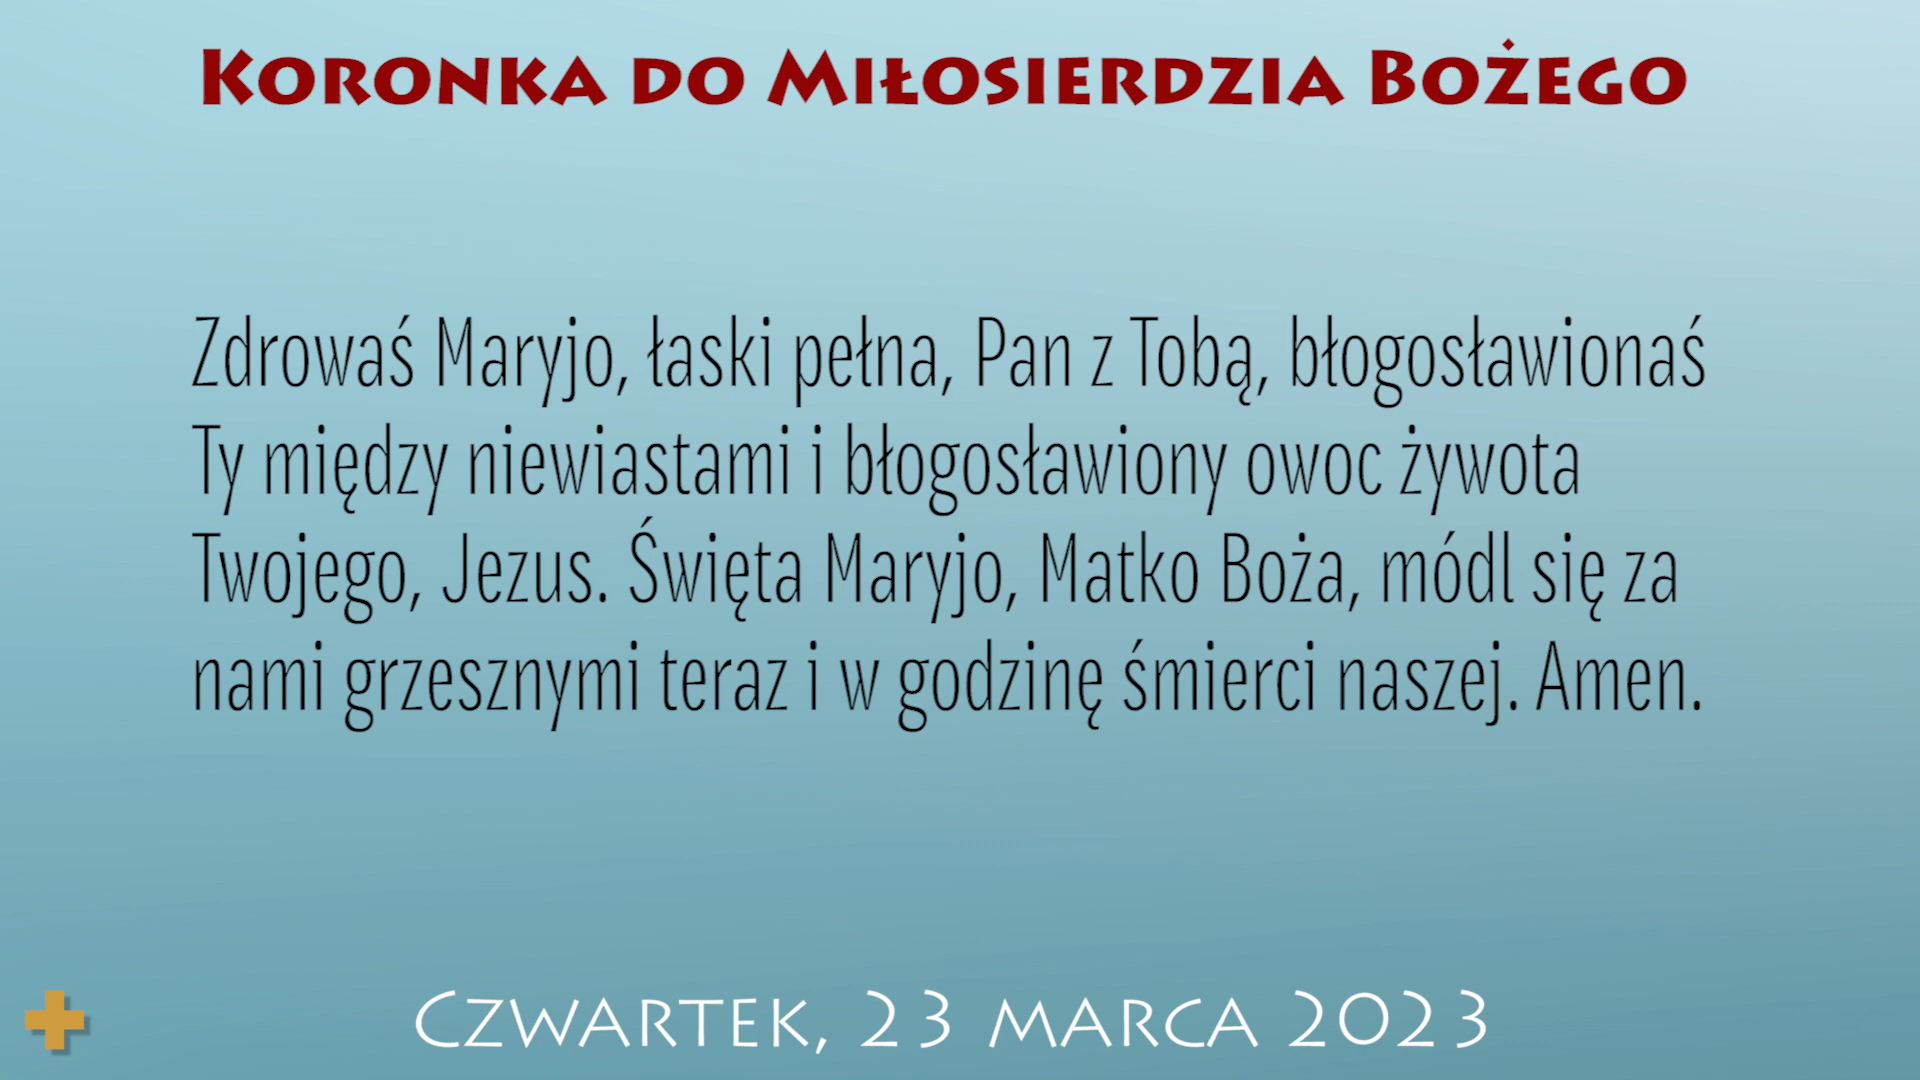 Koronka do Miłosierdzia Bożego
Zdrowaś Maryjo, łaski pełna, Pan z Tobą, błogosławionaś
Ty między niewiastami i błogosławiony owoc żywota
Twojego, Jezus. Święta Maryjo, Matko Boża, módl się za
nami grzesznymi teraz i w godzinę śmierci naszej. Amen.
Czwartek, 23 marca 2023